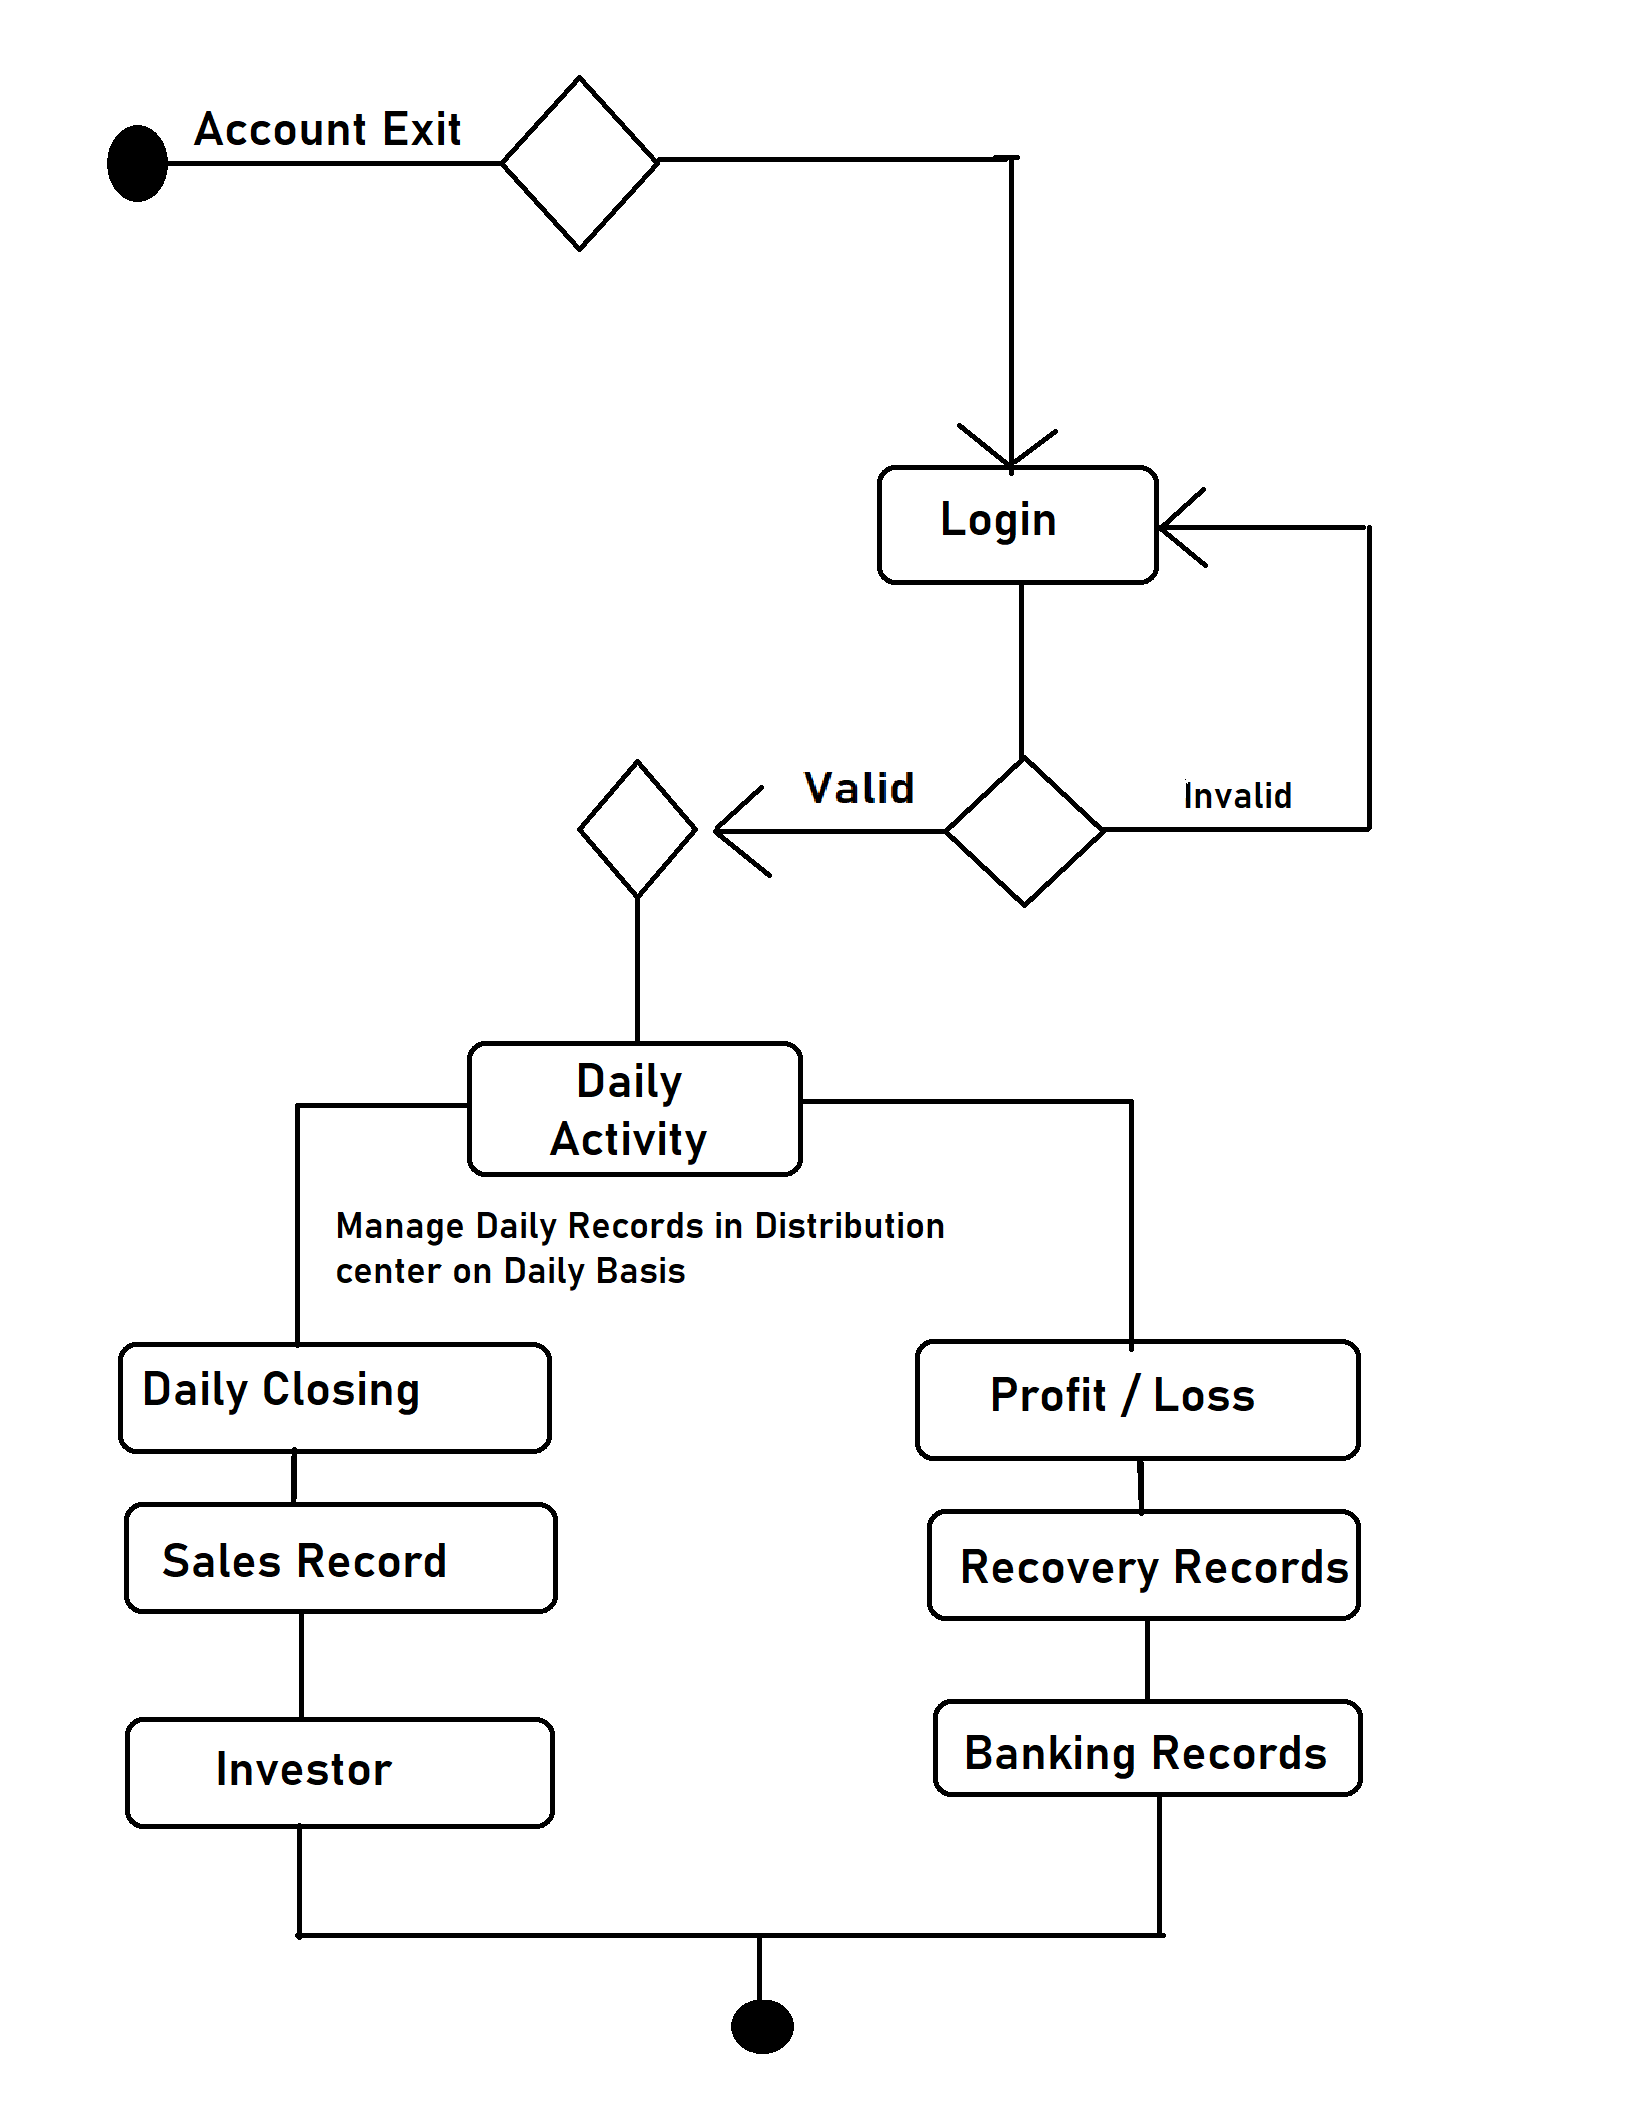 Account Exit
Login
Valid
Invalid
Daily
Activity
Manage Daily Records in Distribution
center on Daily Basis
Daily Closing
Profit / Loss
Sales Record
Recovery Records
Investor
Banking Records